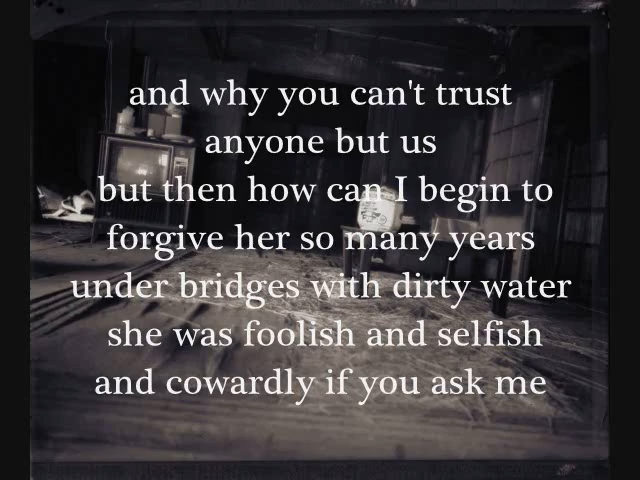 and why you can't trust
anyone but us
but then how can I begin to
forgive her so many years
under bridges with dirty water
she was foolish and selfish
and cowardly if you ask me